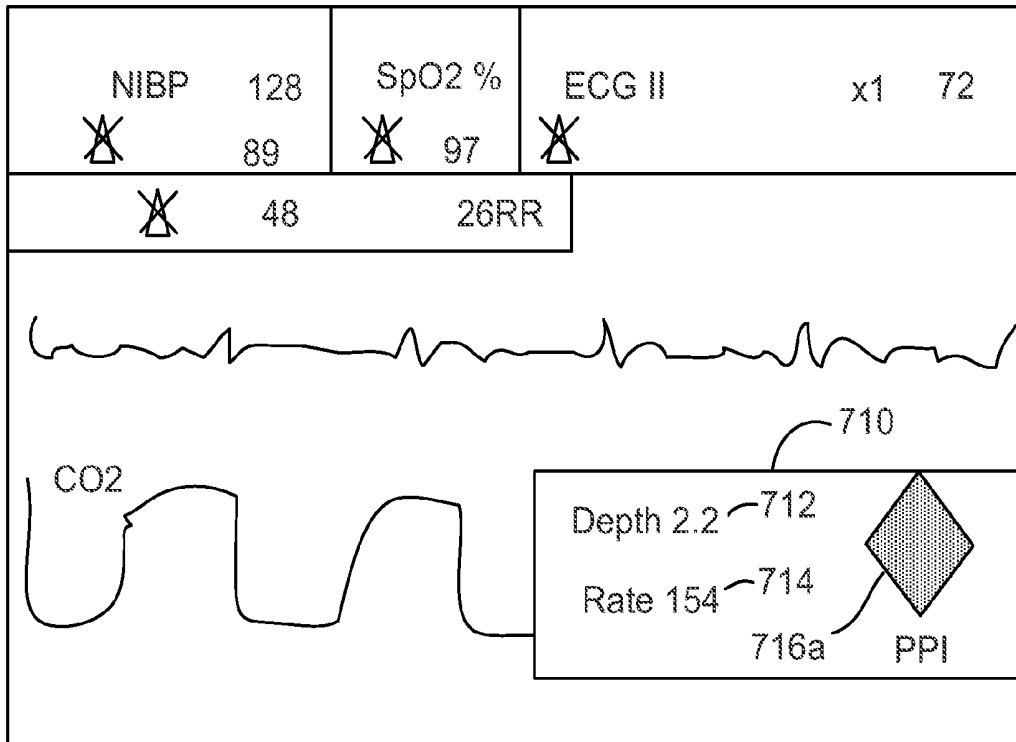 NIBP 128 SpO2 % ECG II x1 72
89 97
48 26RR
710
CO2
Depth 2.2 712
Rate 154 714
716a PPI